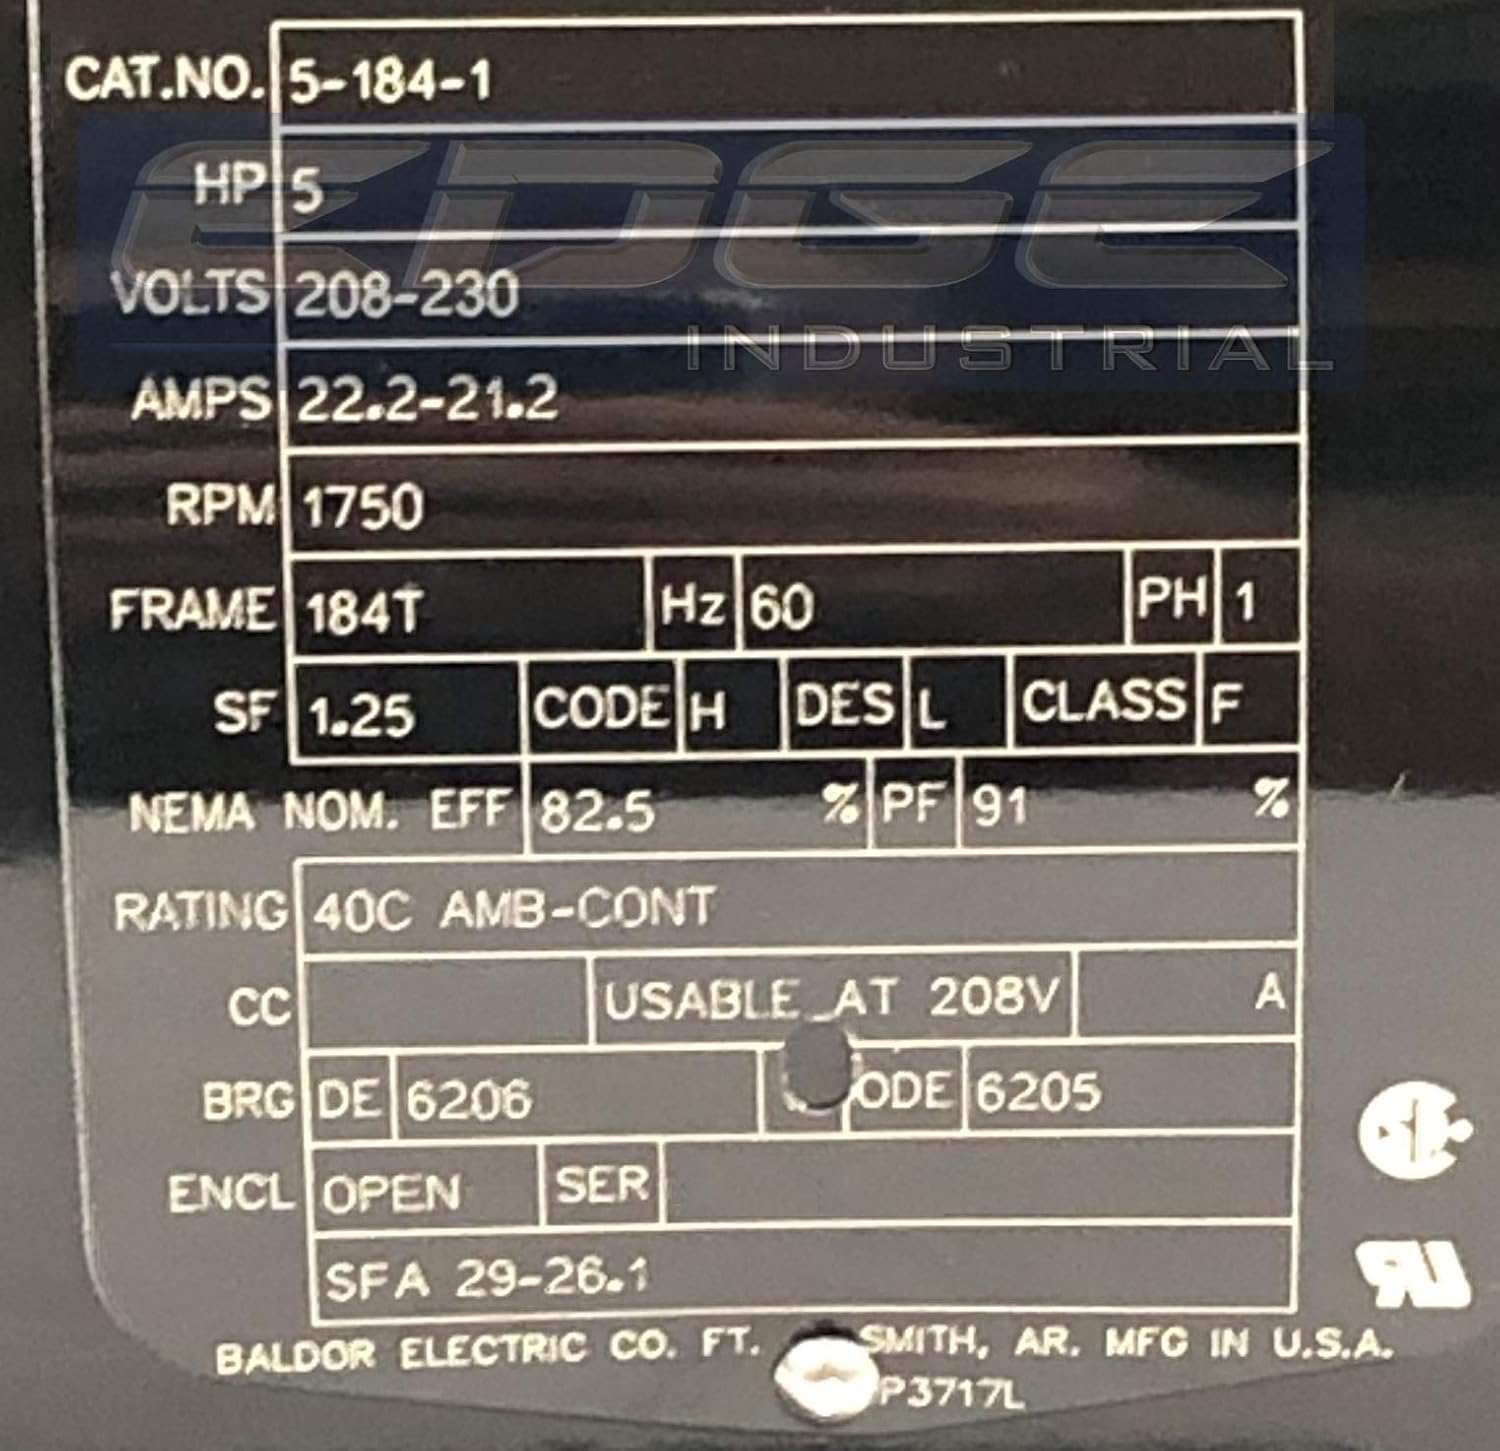 CAT.NO. 5-184-1
EDGE
HP 5
VOLTS 208-230
INDUSTRIAL
AMPS 22.2-21.2
RPM 1750
FRAME 184T Hz 60 PH 1
SF 1.25 CODE H DES L CLASS F
NEMA NOM. EFF 82.5 % PF 91 %
RATING 40C AMB-CONT
CC USABLE AT 208V A
BRG DE 6206 ODE 6205
ENCL OPEN SER
SFA 29-26.1
BALDOR ELECTRIC CO. FT. SMITH, AR. MFG IN U.S.A.
P3717L